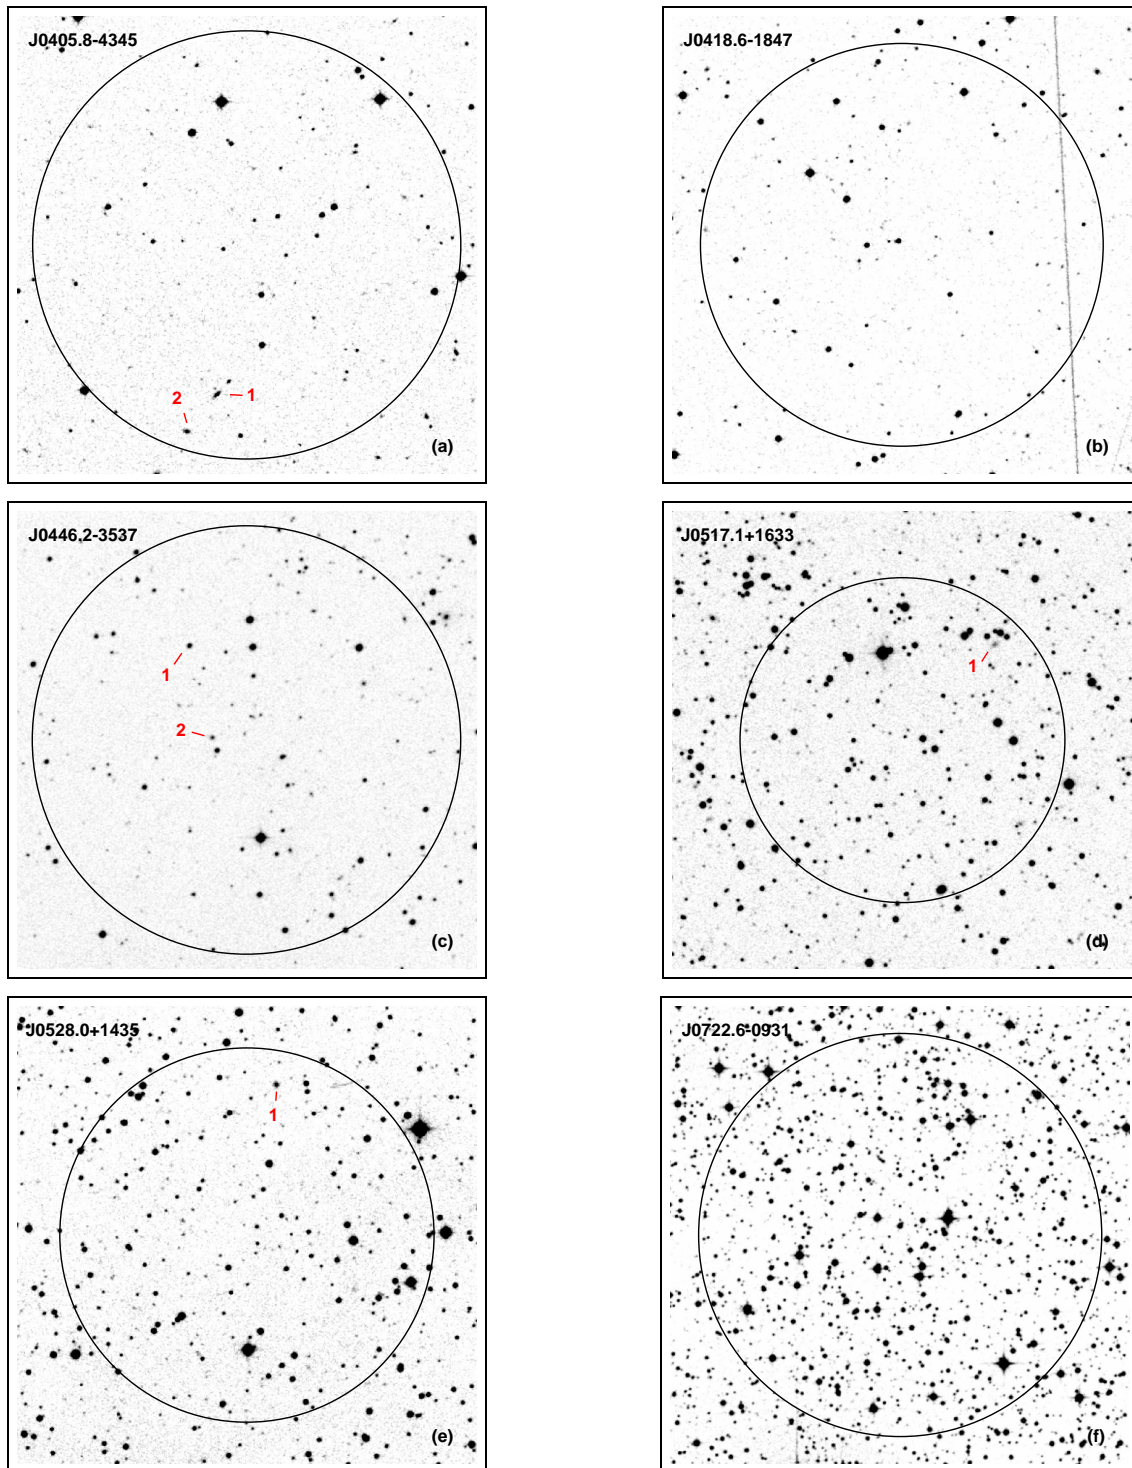 J0405.8-4345
1
2
(a)
J0418.6-1847
(b)
J0446.2-3537
1
2
(c)
J0517.1+1633
1
(d)
J0528.0+1435
1
(e)
J0722.6-0931
(f)